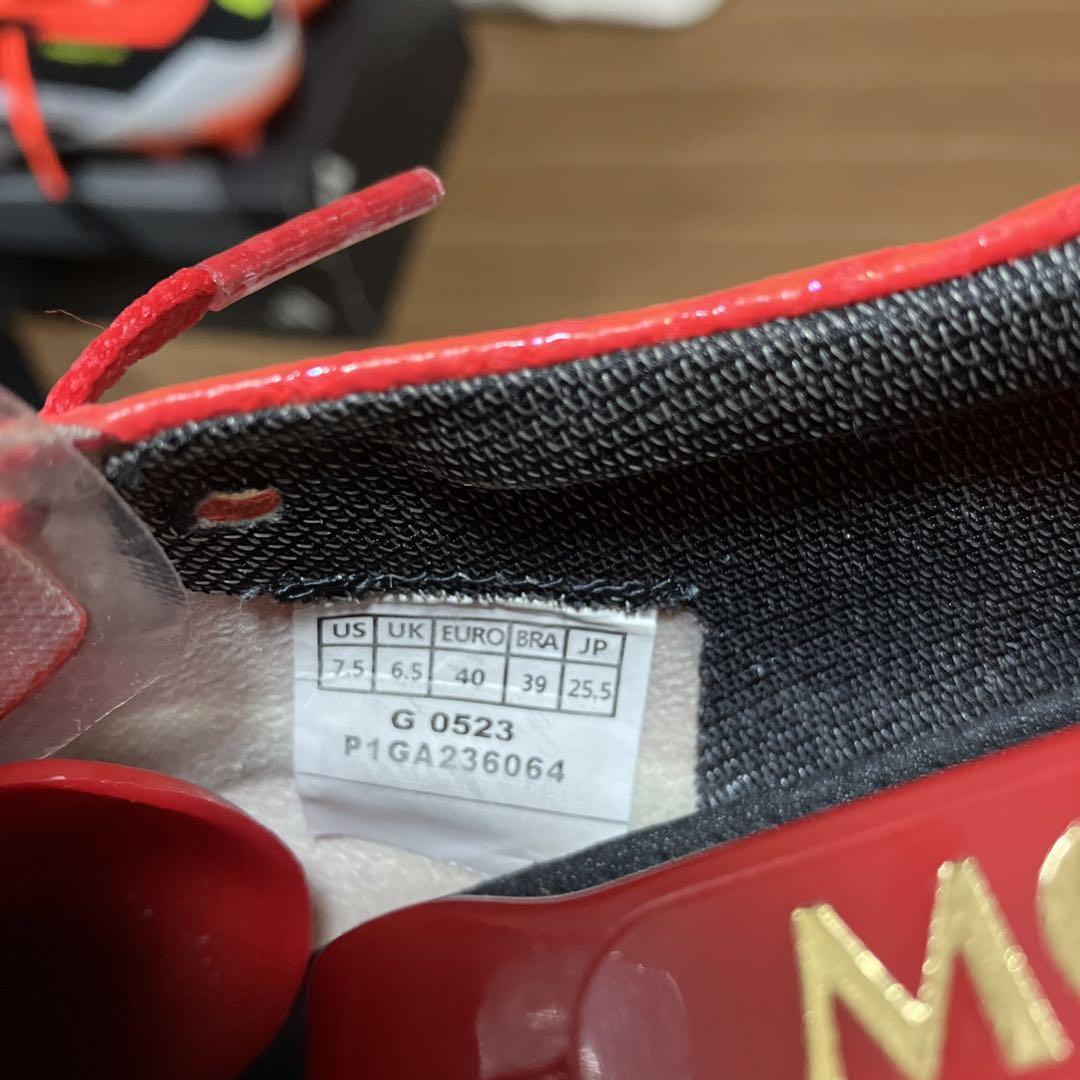 US UK EURO BRA JP
7.5 6.5 40 39 25.5
G 0523
P1GA236064